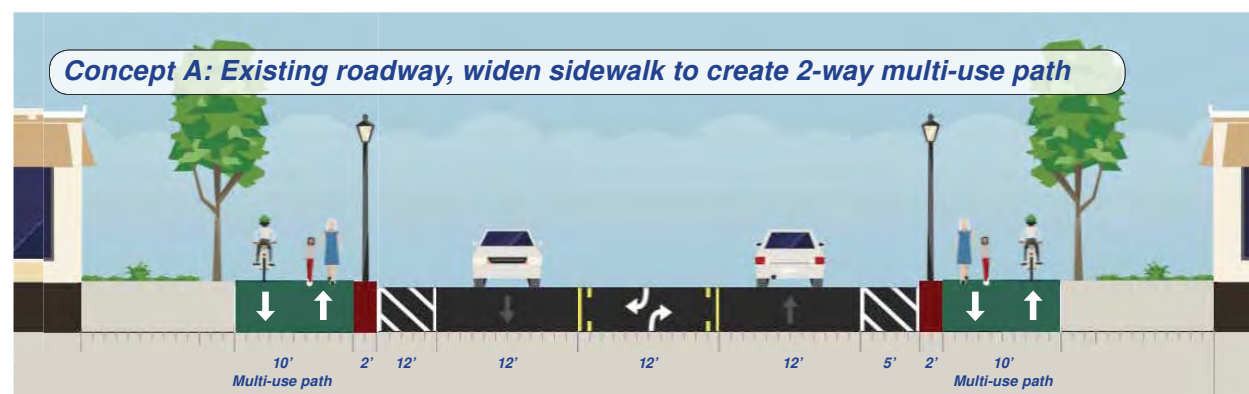 Concept A: Existing roadway, widen sidewalk to create 2-way multi-use path
10’ 2’ 12’ 12’ 12’ 12’ 5’ 2’ 10’
Multi-use path Multi-use path